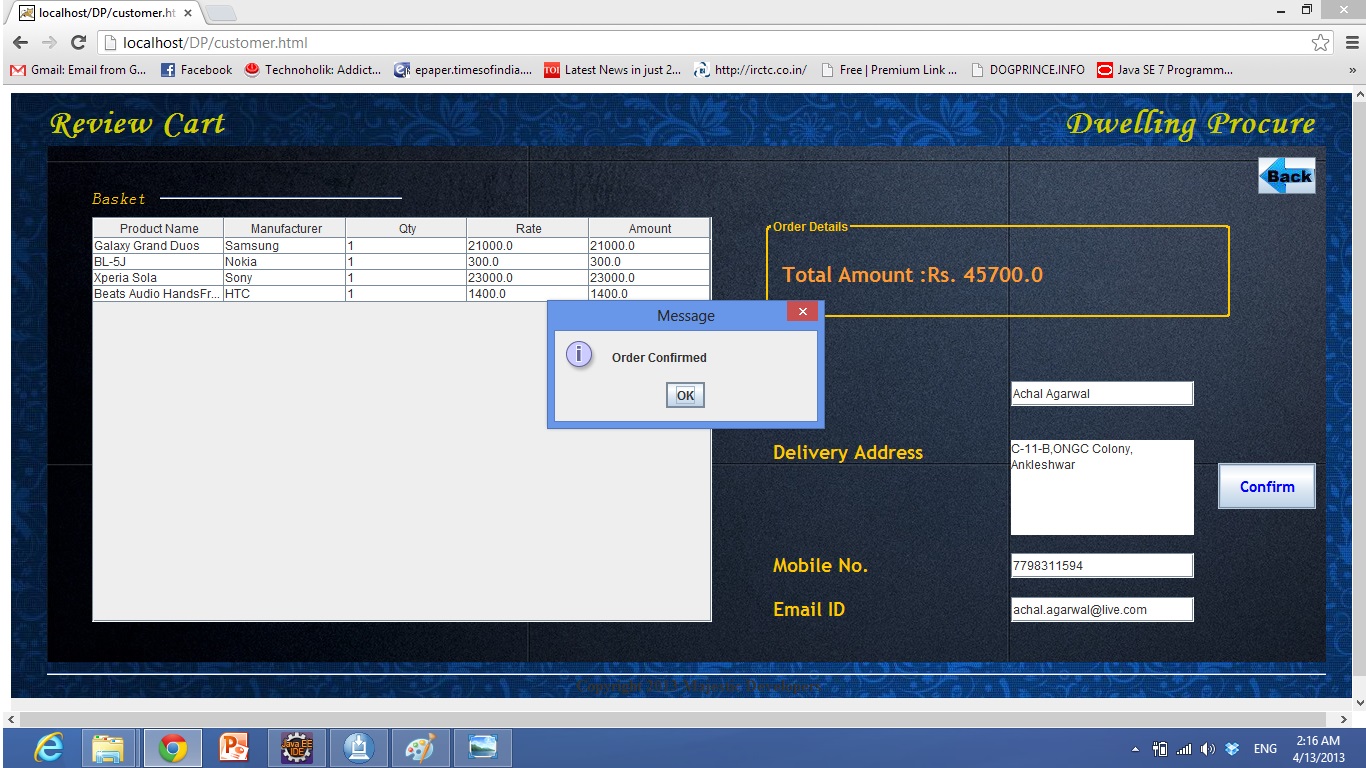 localhost/DP/customer.ht
localhost/DP/customer.html
Gmail: Email from G... Facebook Technoholik: Addict... epaper.timesofindia.... TOI Latest News in just 2... http://irctc.co.in/ Free | Premium Link ... DOGPRINCE.INFO Java SE 7 Programm... »
Review Cart Dwelling Procure
Back
Basket
Product Name Manufacturer Qty Rate Amount
Galaxy Grand Duos Samsung 1 21000.0 21000.0
BL-5J Nokia 1 300.0 300.0
Xperia Sola Sony 1 23000.0 23000.0
Beats Audio HandsFr... HTC 1 1400.0 1400.0
Order Details
Total Amount :Rs. 45700.0
Message
Order Confirmed
OK
Achal Agarwal
Delivery Address
C-11-B,ONGC Colony,
Ankleshwar
Confirm
Mobile No. 7798311594
Email ID achal.agarwal@live.com
Copyright
Java EE
IDE
ENG
2:16 AM
4/13/2013